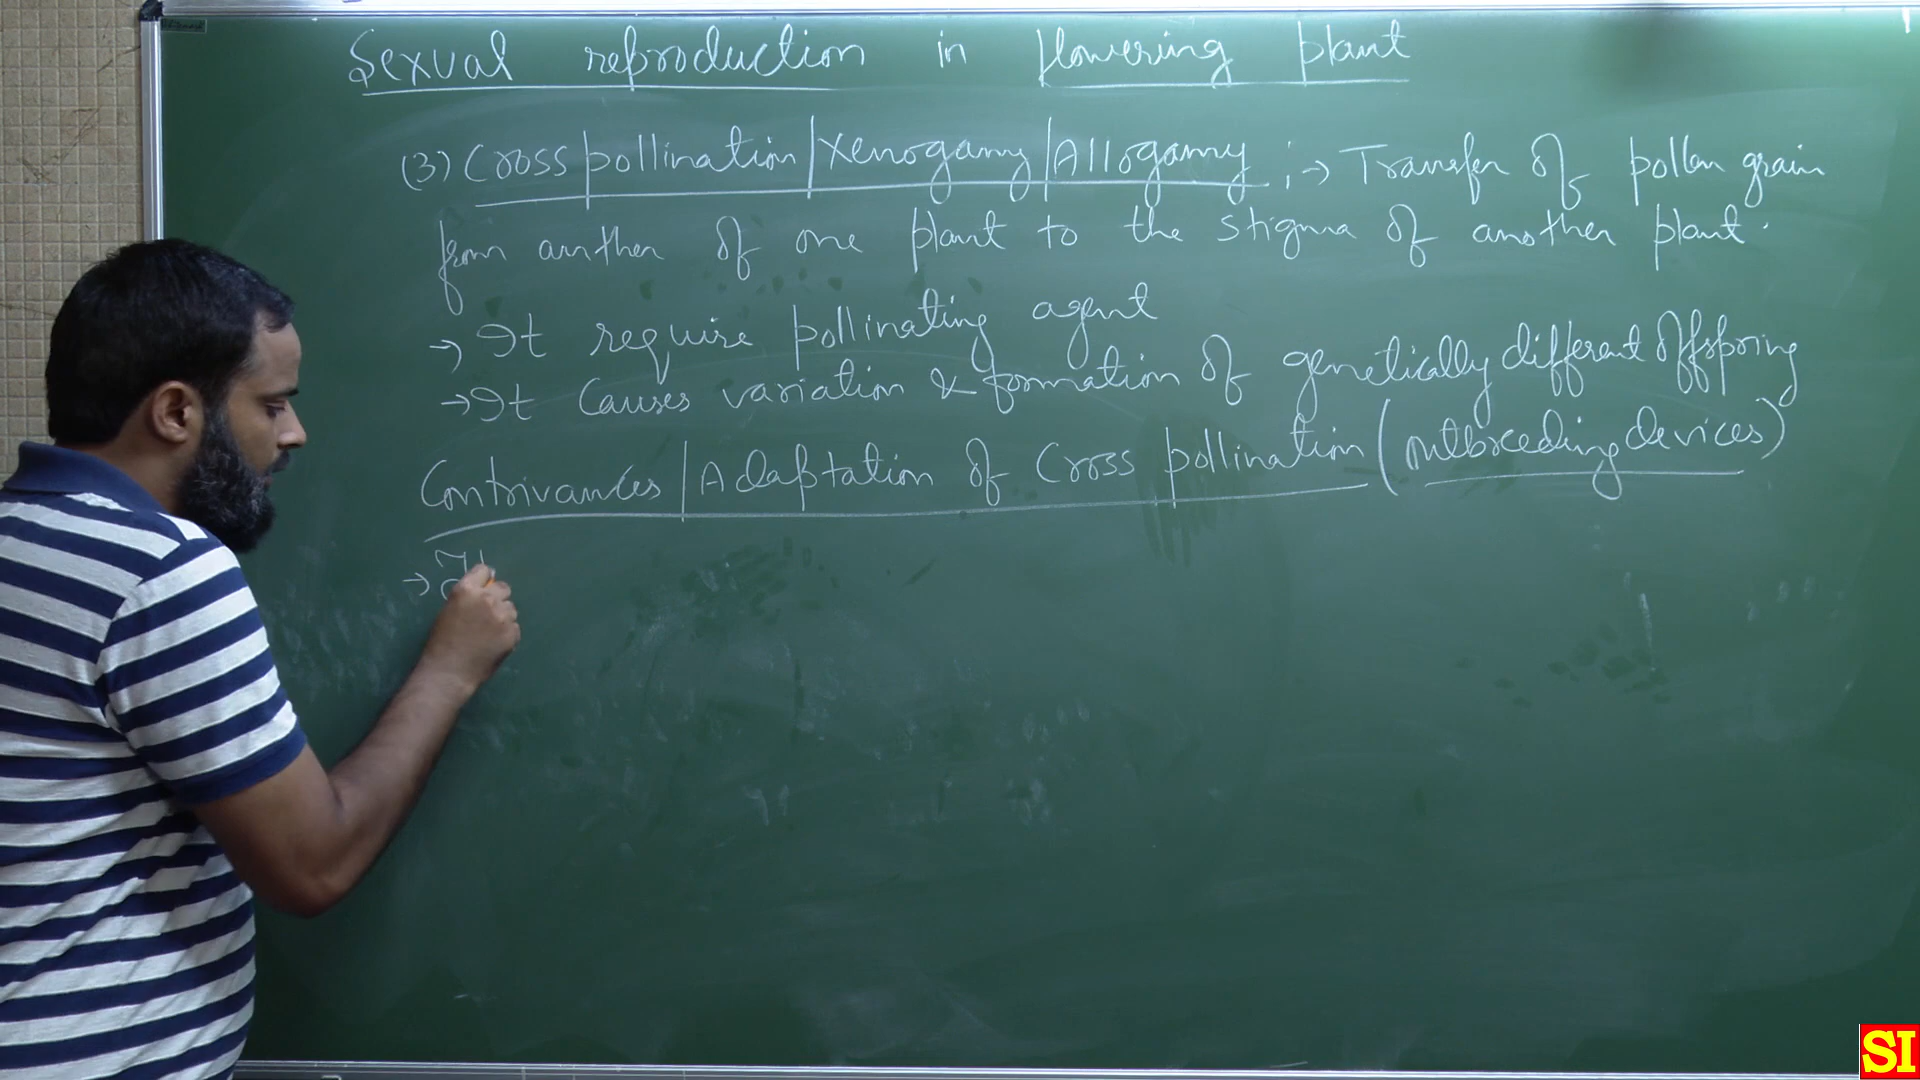 Sexual reproduction in flowering plant
(3) Cross pollination | Xenogamy | Allogamy ;→ Transfer of pollen grain
from anther of one plant to the stigma of another plant.
→ It require pollinating agent
→ It Causes variation & formation of genetically different offspring
Contrivances | Adaptation of Cross pollination (outbreeding devices)
→
SI